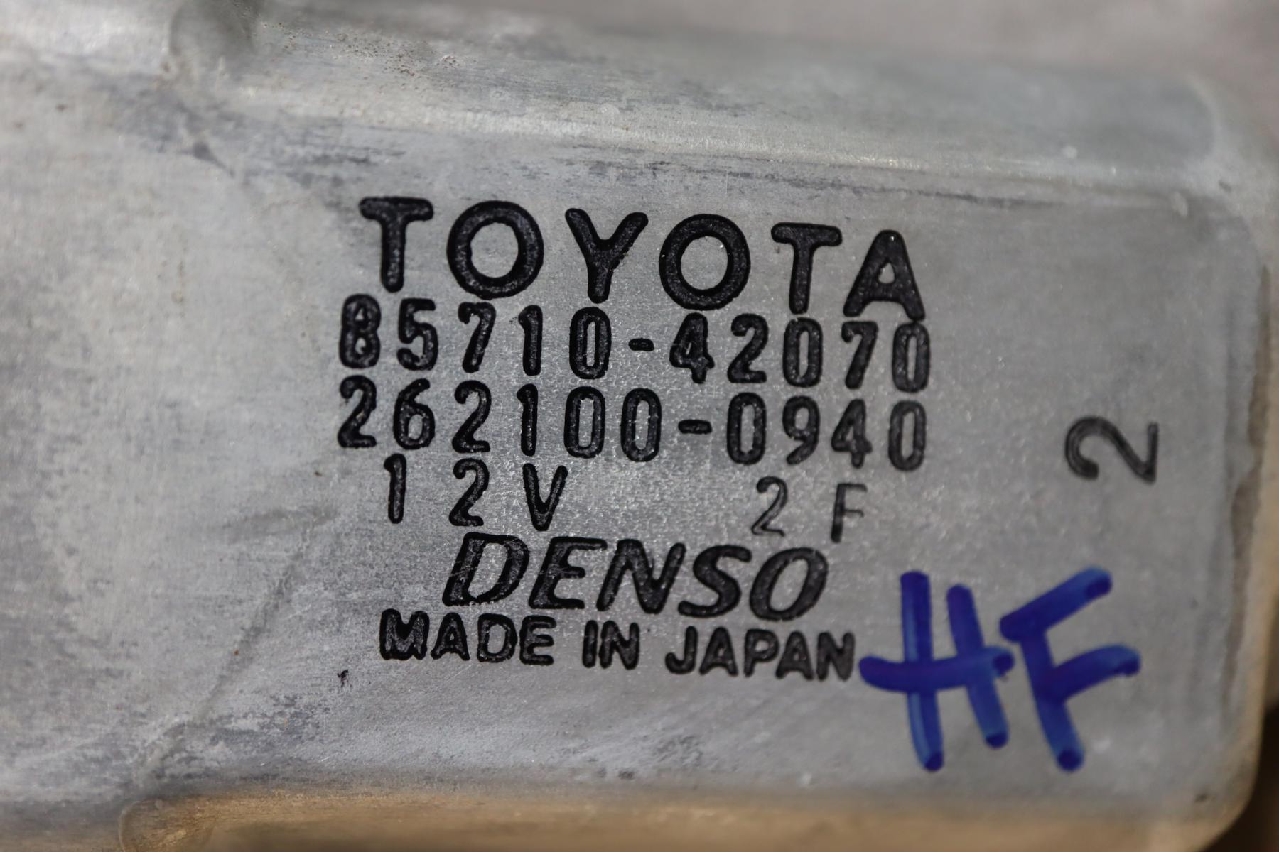 TOYOTA
85710-42070
262100-0940
12V 2F
DENSO
MADE IN JAPAN
2
HF